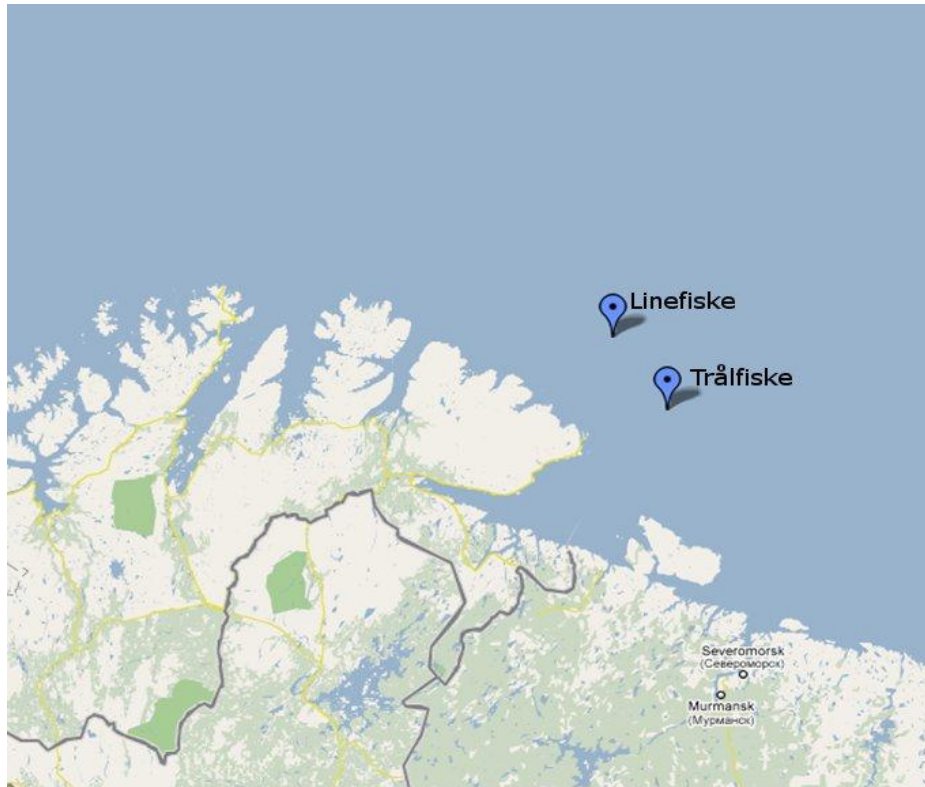 Linefiske
Trålfiske
Severomorsk
(Североморск)
Murmansk
(Мурманск)